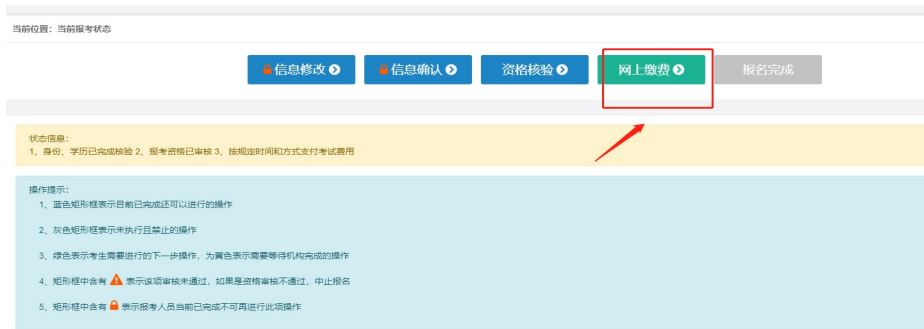 当前位置：当前报考状态
信息修改 信息确认 资格核验 网上缴费 报名完成
状态信息：
1、身份、学历已完成核验 2、报考资格已审核 3、按规定时间和方式支付考试费用
操作提示：
1、蓝色矩形框表示目前已完成还可以进行的操作
2、灰色矩形框表示未执行且禁止的操作
3、绿色表示考生需要进行的下一步操作，为黄色表示需要等待机构完成的操作
4、矩形框中含有 表示该项审核未通过，如果是资格审核不通过，中止报名
5、矩形框中含有 表示报考人员当前已完成不可再进行此项操作